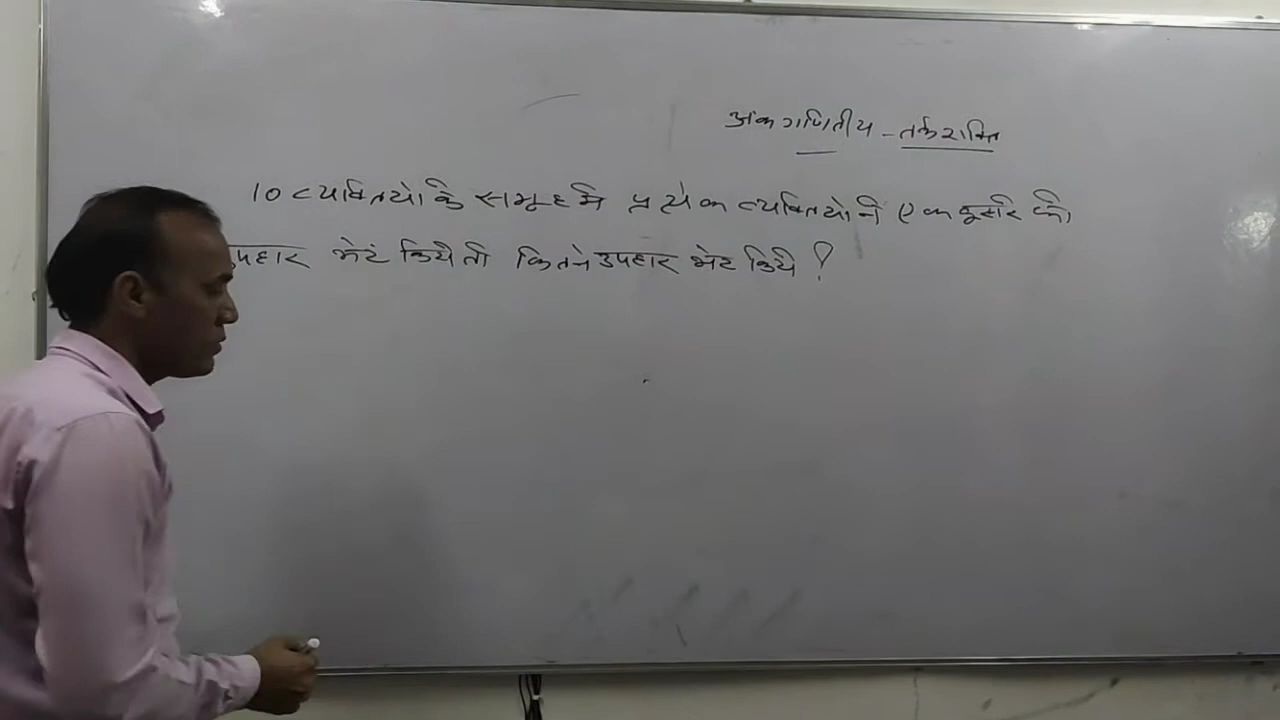 अंकगणितीय - तर्कशक्ति
10 व्यक्तियों के समूह में प्रत्येक व्यक्तियों ने एक दूसरे को
उपहार भेंट किये तो कितने उपहार भेंट किये ?